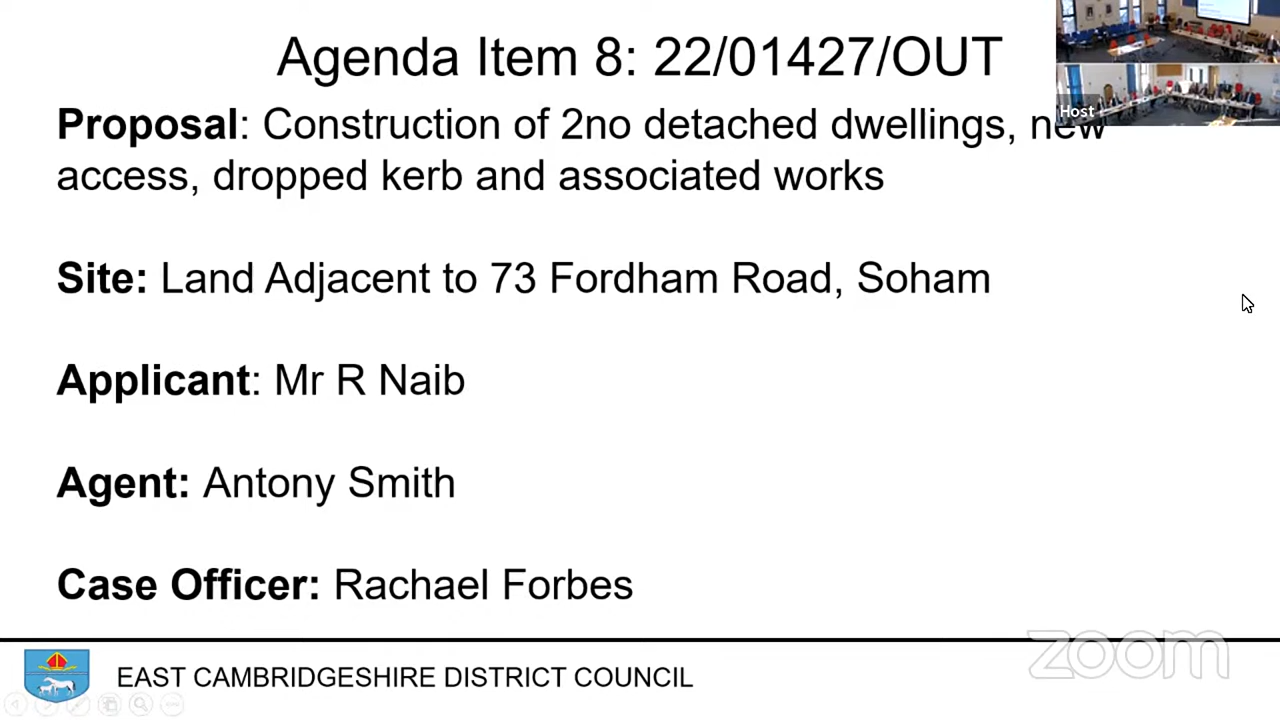 Agenda Item 8: 22/01427/OUT
Host
Proposal: Construction of 2no detached dwellings, new
access, dropped kerb and associated works
Site: Land Adjacent to 73 Fordham Road, Soham
Applicant: Mr R Naib
Agent: Antony Smith
Case Officer: Rachael Forbes
EAST CAMBRIDGESHIRE DISTRICT COUNCIL
zoom